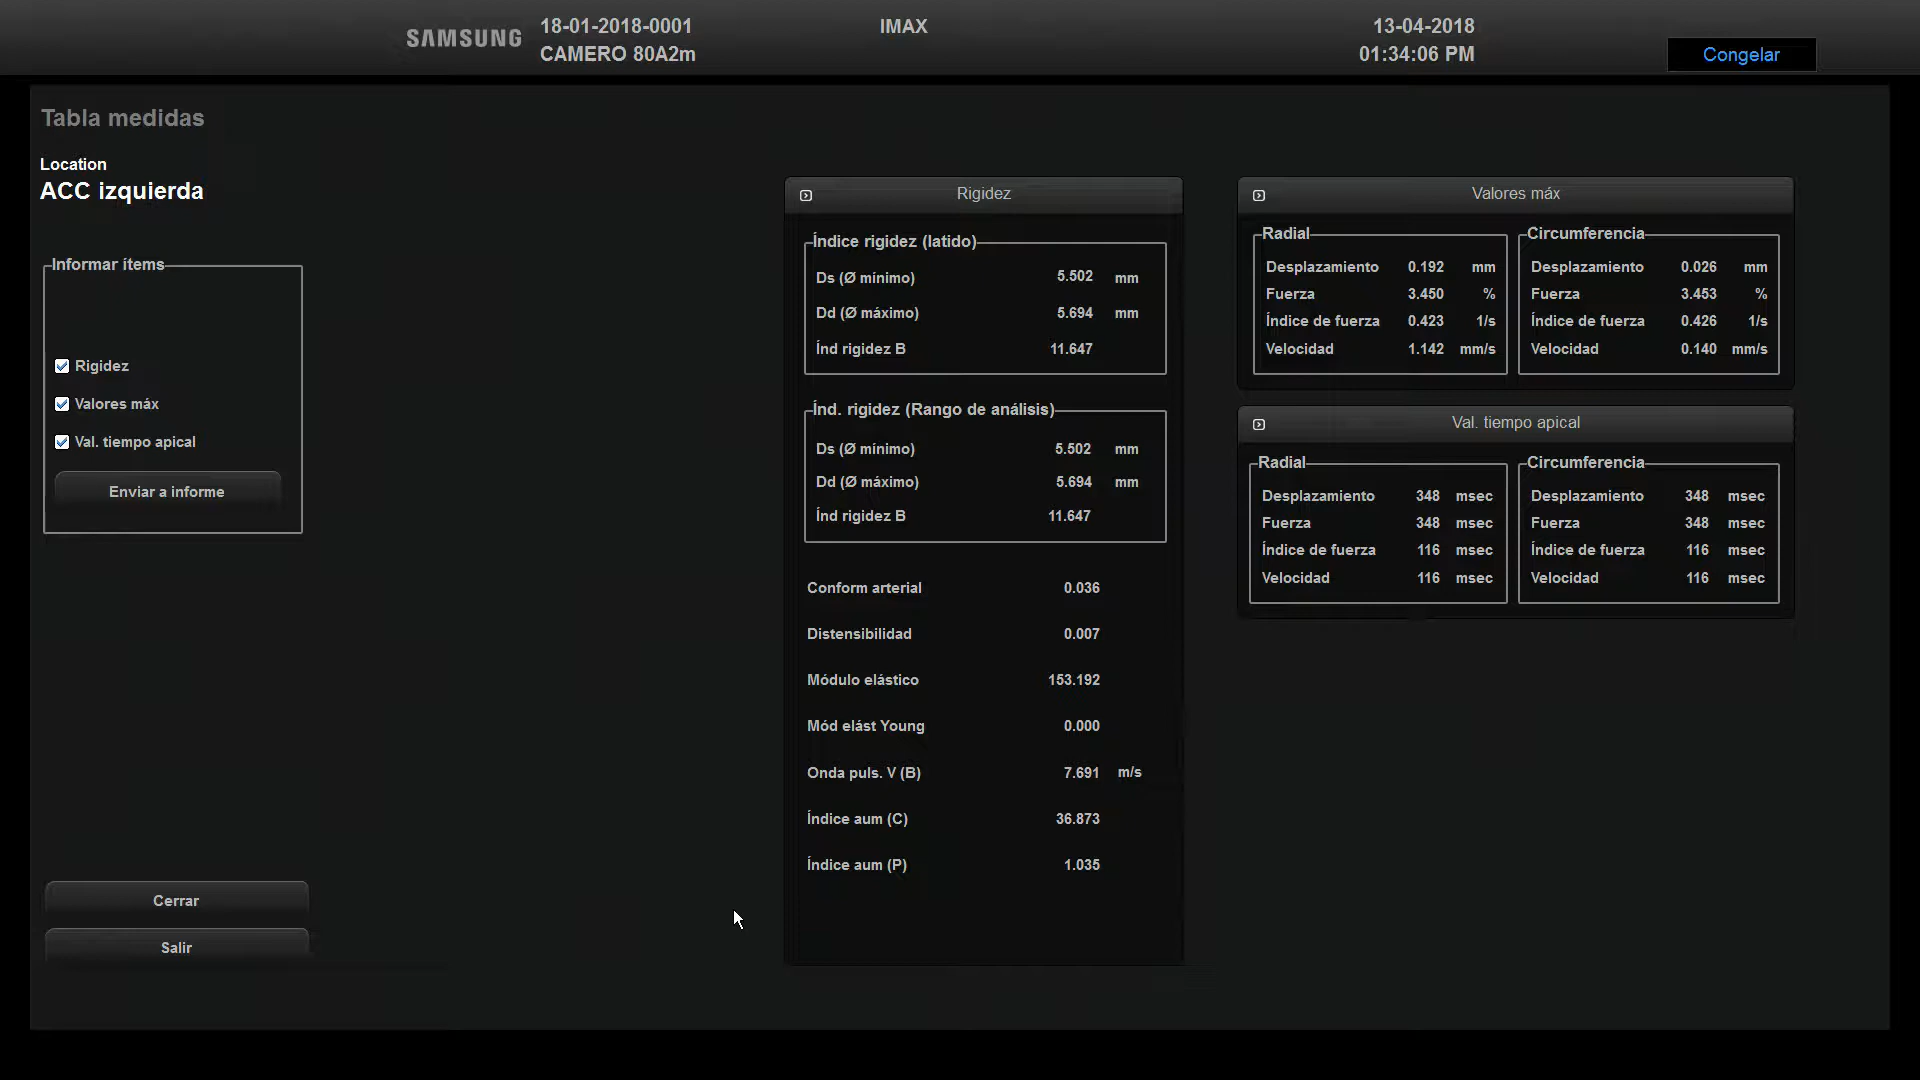 SAMSUNG
18-01-2018-0001
CAMERO 80A2m
IMAX
13-04-2018
01:34:06 PM
Congelar
Tabla medidas
Location
ACC izquierda
Informar ítems
Rigidez
Valores máx
Val. tiempo apical
Enviar a informe
Cerrar
Salir
Rigidez
Índice rigidez (latido)
Ds (Ø mínimo) 5.502 mm
Dd (Ø máximo) 5.694 mm
Índ rigidez B 11.647
Índ. rigidez (Rango de análisis)
Ds (Ø mínimo) 5.502 mm
Dd (Ø máximo) 5.694 mm
Índ rigidez B 11.647
Conform arterial 0.036
Distensibilidad 0.007
Módulo elástico 153.192
Mód elást Young 0.000
Onda puls. V (B) 7.691 m/s
Índice aum (C) 36.873
Índice aum (P) 1.035
Valores máx
Radial
Desplazamiento 0.192 mm
Fuerza 3.450 %
Índice de fuerza 0.423 1/s
Velocidad 1.142 mm/s
Circumferencia
Desplazamiento 0.026 mm
Fuerza 3.453 %
Índice de fuerza 0.426 1/s
Velocidad 0.140 mm/s
Val. tiempo apical
Radial
Desplazamiento 348 msec
Fuerza 348 msec
Índice de fuerza 116 msec
Velocidad 116 msec
Circumferencia
Desplazamiento 348 msec
Fuerza 348 msec
Índice de fuerza 116 msec
Velocidad 116 msec